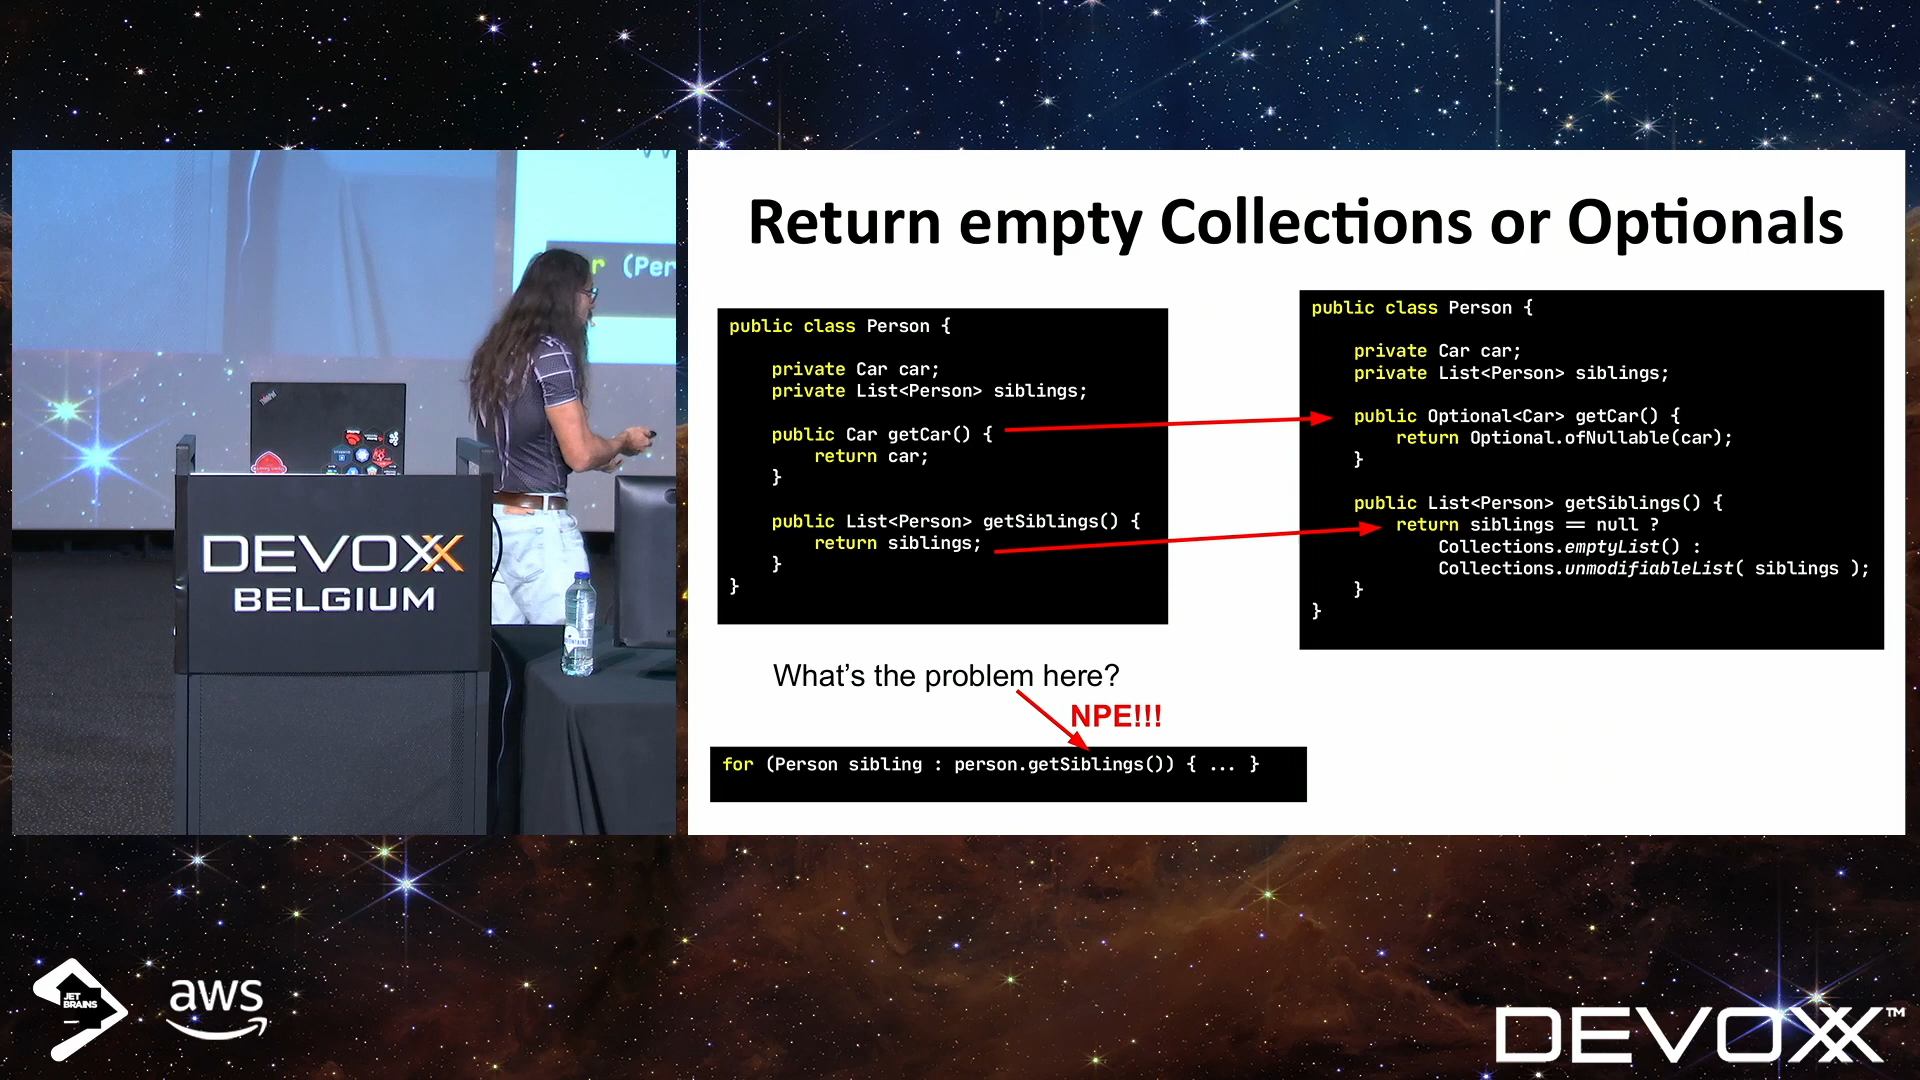 Return empty Collections or Optionals
public class Person {
    private Car car;
    private List<Person> siblings;
    public Car getCar() {
        return car;
    }
    public List<Person> getSiblings() {
        return siblings;
    }
}
public class Person {
    private Car car;
    private List<Person> siblings;
    public Optional<Car> getCar() {
        return Optional.ofNullable(car);
    }
    public List<Person> getSiblings() {
        return siblings == null ?
            Collections.emptyList() :
            Collections.unmodifiableList( siblings );
    }
}
What's the problem here?
NPE!!!
for (Person sibling : person.getSiblings()) { ... }
r (Per
ThinkPad
DEVOXX
BELGIUM
JET
BRAINS
aws
DEVOXX™